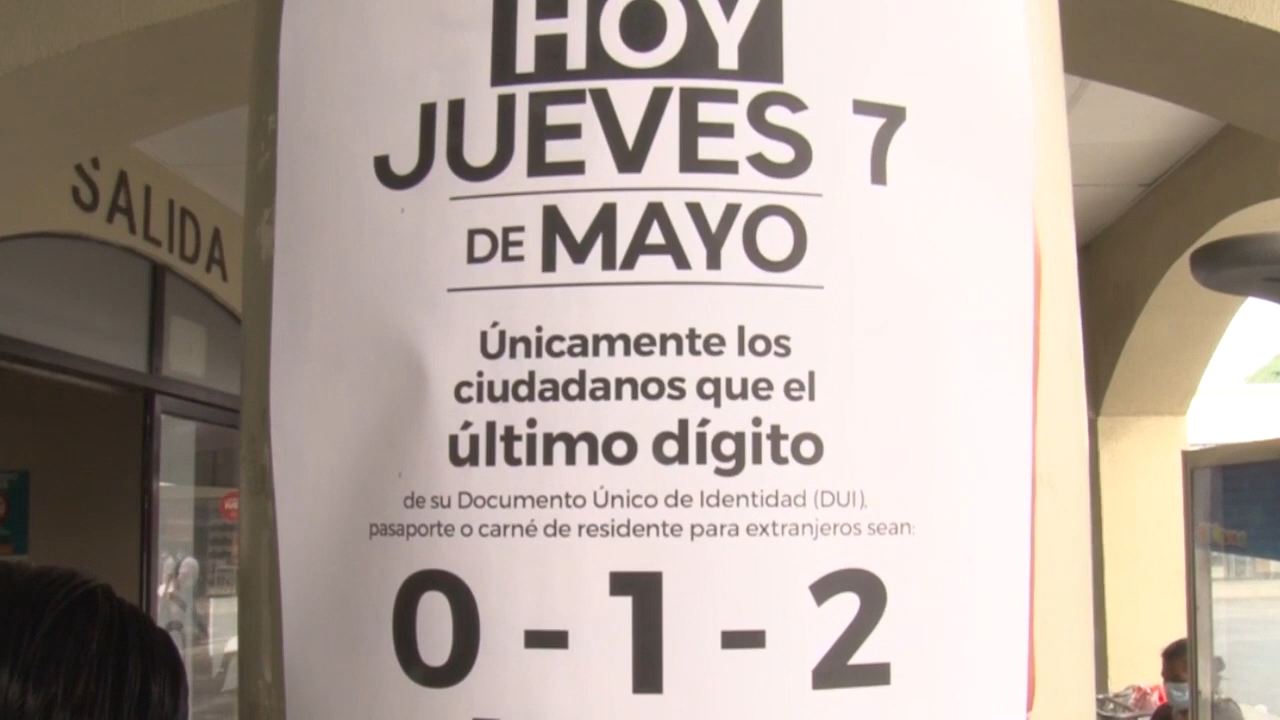 HOY
JUEVES 7
DE MAYO
Únicamente los
ciudadanos que el
último dígito
de su Documento Único de Identidad (DUI),
pasaporte o carné de residente para extranjeros sean:
0 - 1 - 2
SALIDA